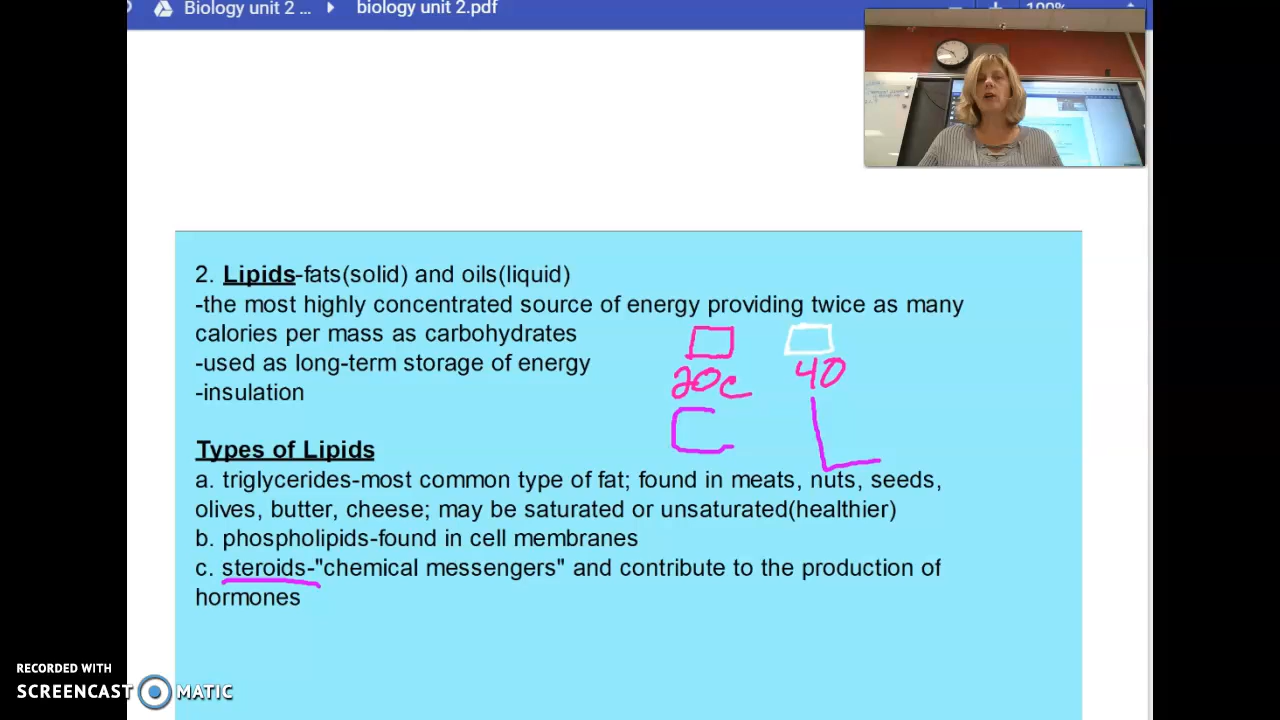 Biology unit 2 ... biology unit 2.pdf
2. Lipids-fats(solid) and oils(liquid)
-the most highly concentrated source of energy providing twice as many
calories per mass as carbohydrates
-used as long-term storage of energy
-insulation
20c 40
C L
Types of Lipids
a. triglycerides-most common type of fat; found in meats, nuts, seeds,
olives, butter, cheese; may be saturated or unsaturated(healthier)
b. phospholipids-found in cell membranes
c. steroids-"chemical messengers" and contribute to the production of
hormones
RECORDED WITH
SCREENCAST MATIC